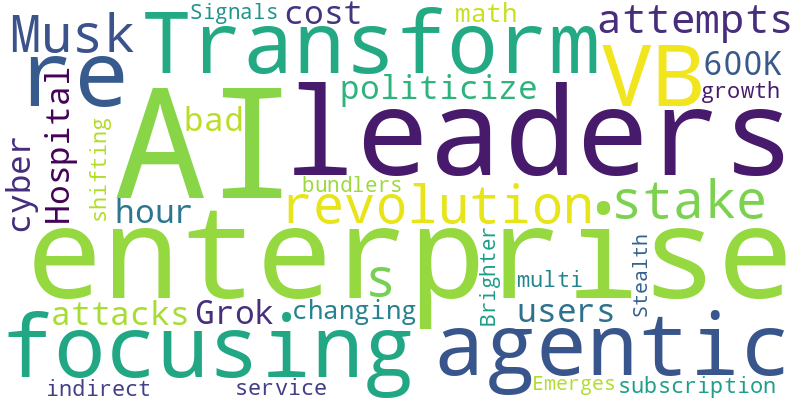 Signals cost math attempts
Musk Transform VB 600K
re politicize growth
Hospital AI bad leaders
cyber shifting hour bundlers revolution stake
enterprise
s Brighter multi Stealth
attacks Grok changing users
focusing agentic
indirect service Emerges subscription